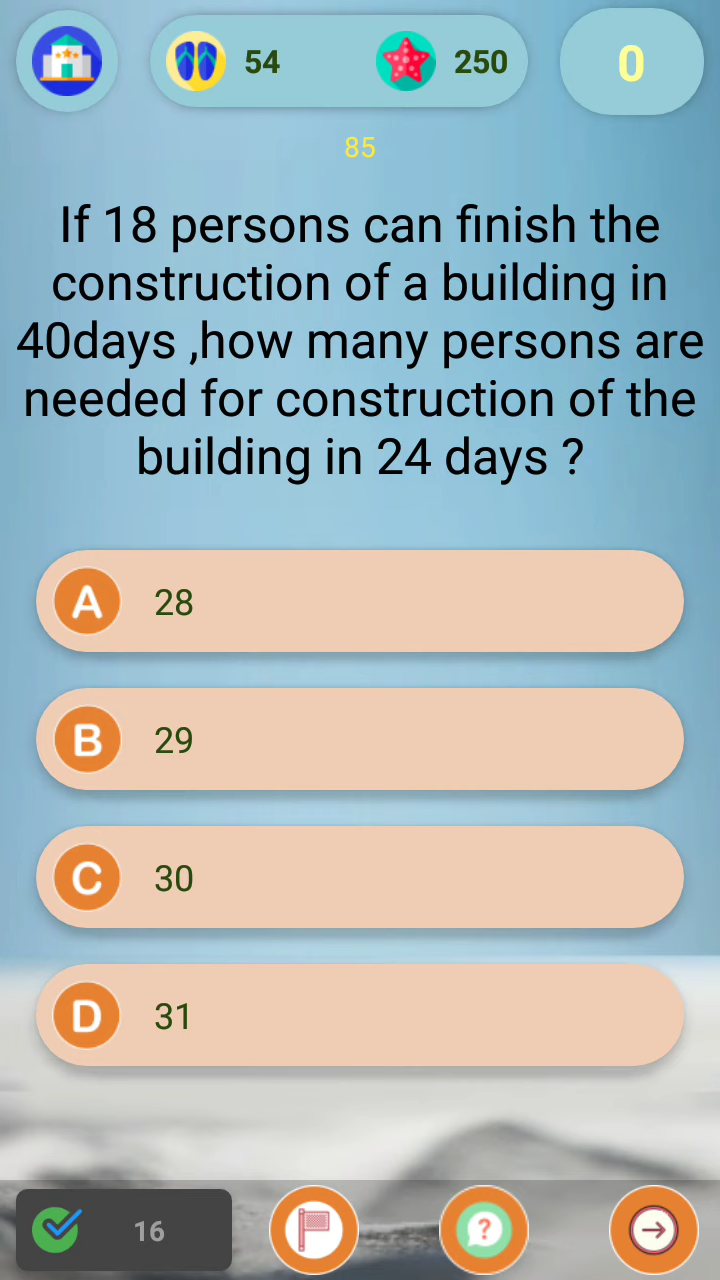 54 250 0
85
If 18 persons can finish the
construction of a building in
40days ,how many persons are
needed for construction of the
building in 24 days ?
A 28
B 29
C 30
D 31
16 ?